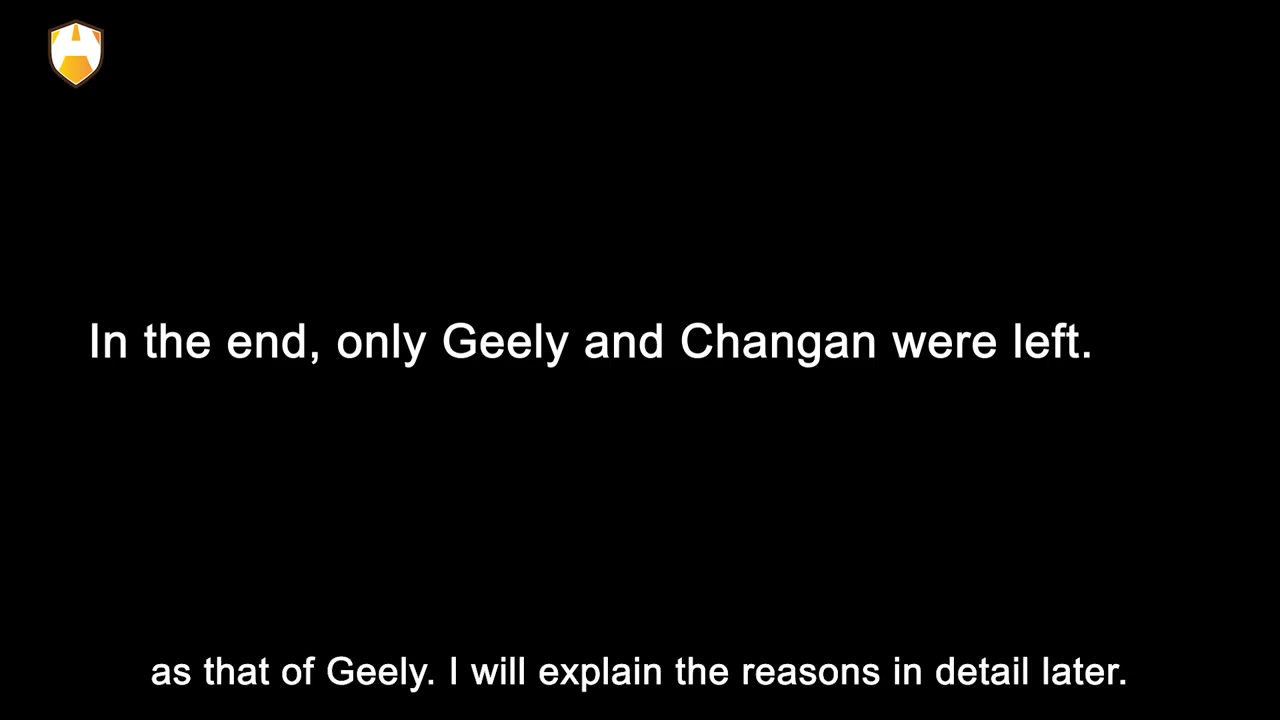 In the end, only Geely and Changan were left.
as that of Geely. I will explain the reasons in detail later.